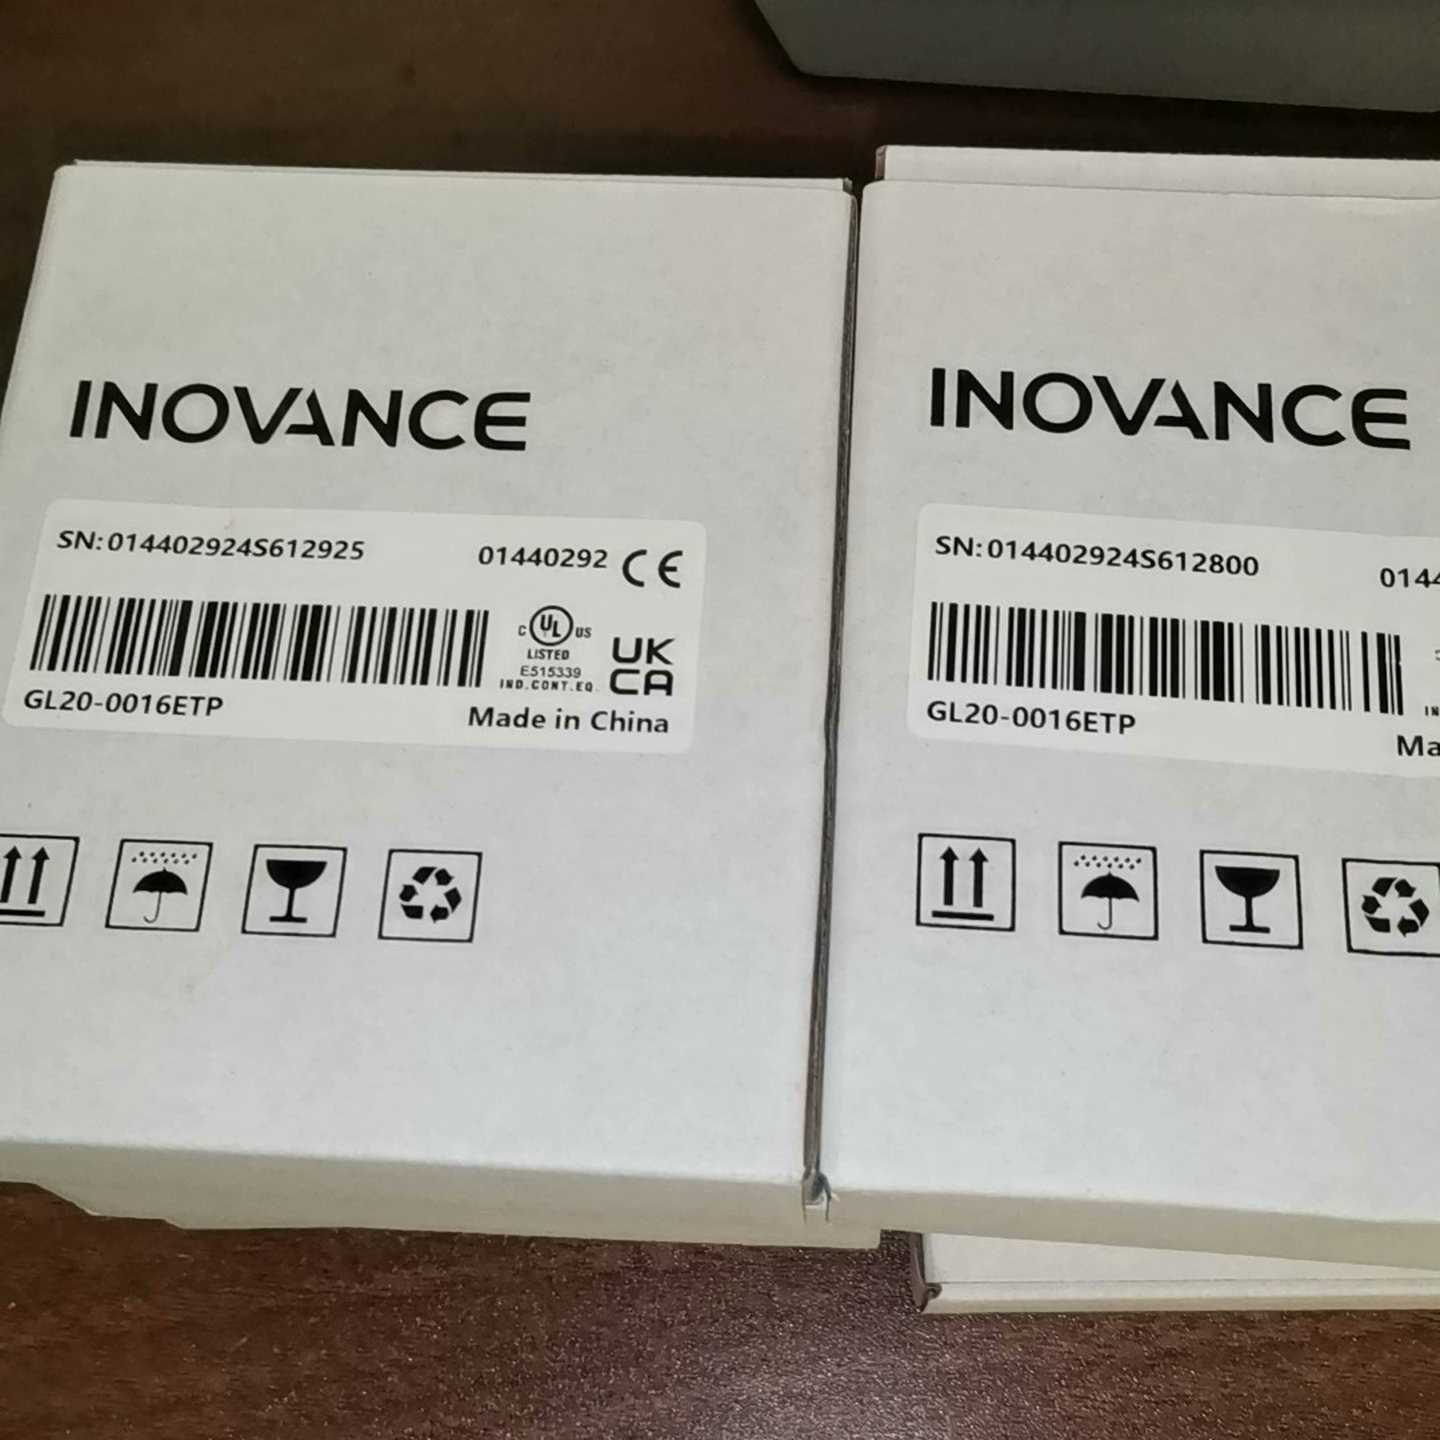 INOVANCE
SN:014402924S612925 01440292 CE
C UL US
LISTED
E515339
IND.CONT.EQ.
UK
CA
GL20-0016ETP
Made in China
INOVANCE
SN:014402924S612800
GL20-0016ETP